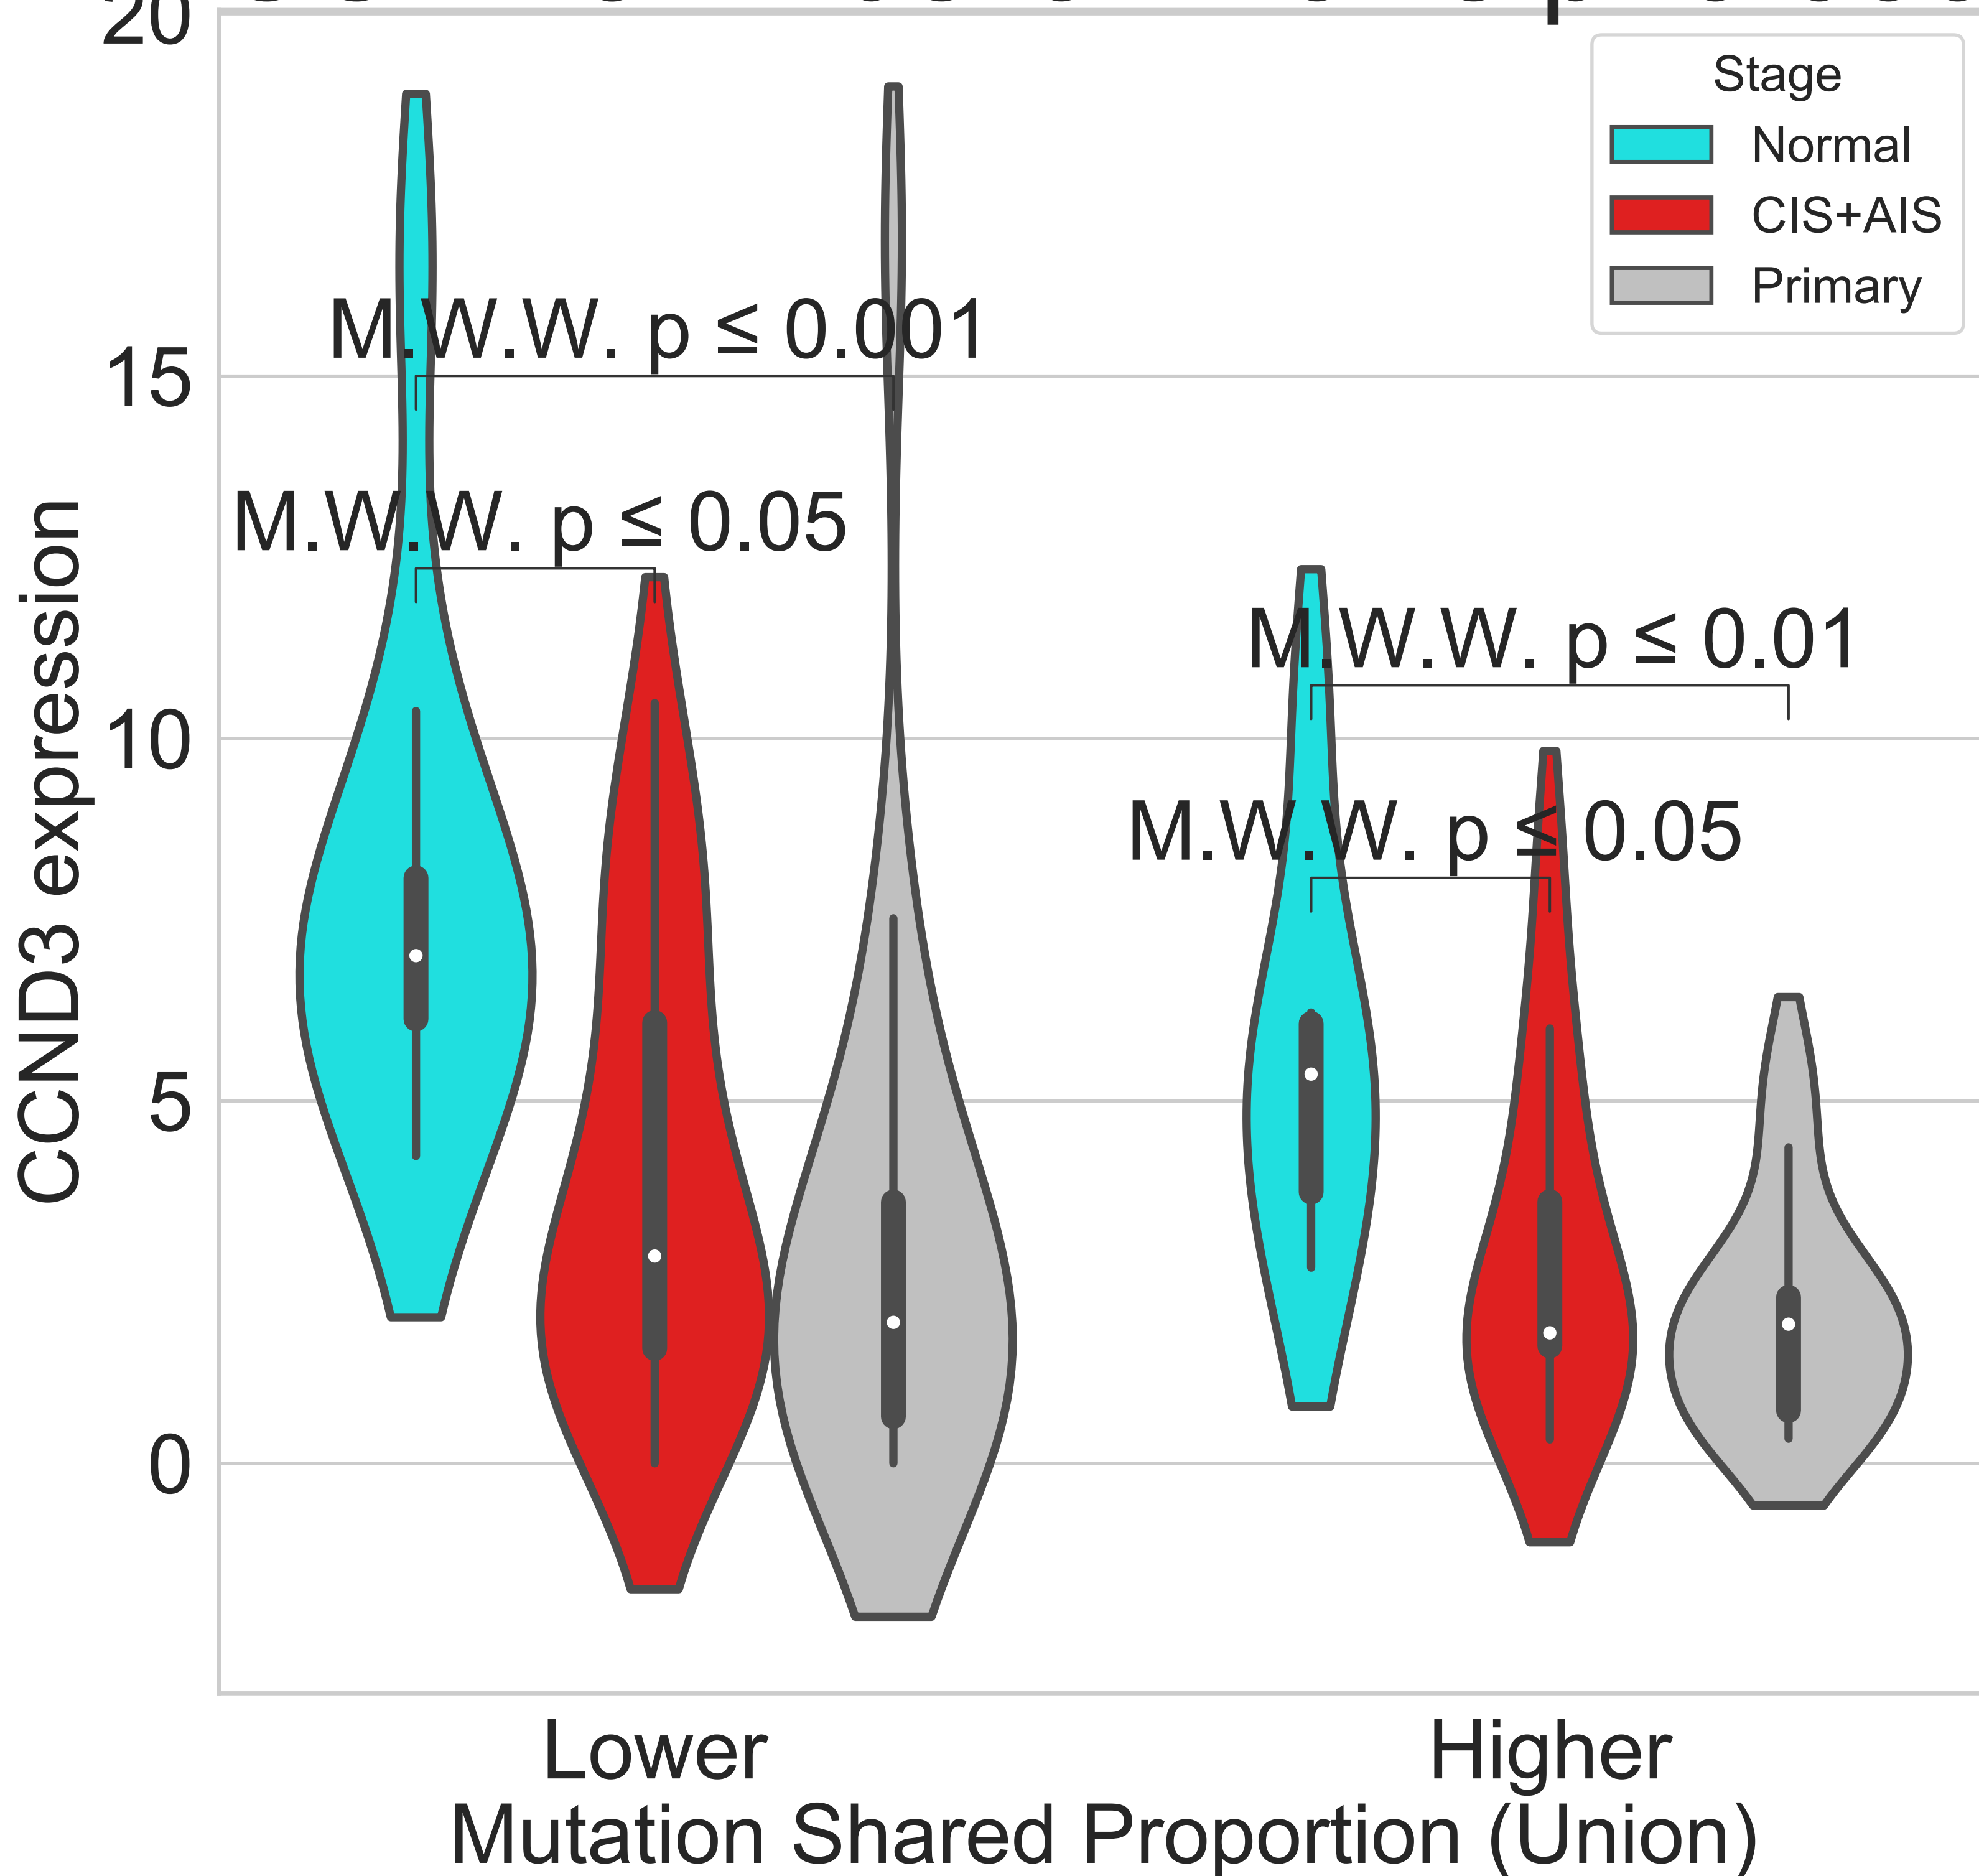 20
15
10
5
0
CCND3 expression
Stage
Normal
CIS+AIS
Primary
M.W.W. p ≤ 0.001
M.W.W. p ≤ 0.05
M.W.W. p ≤ 0.01
M.W.W. p ≤ 0.05
Lower
Higher
Mutation Shared Proportion (Union)